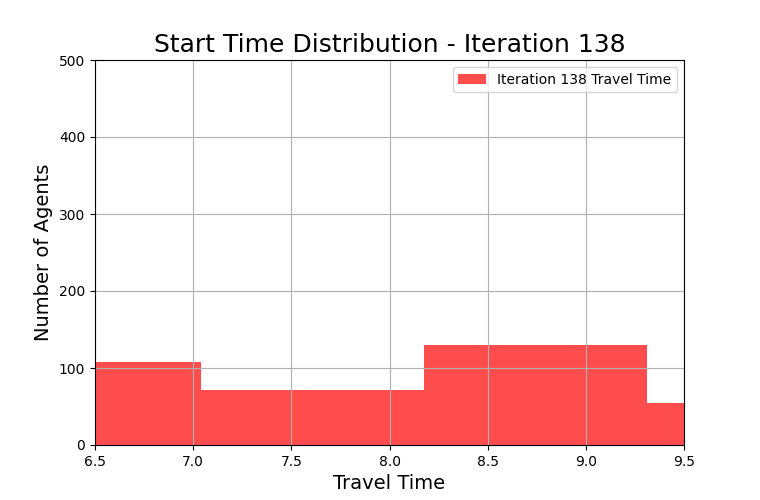 Start Time Distribution - Iteration 138
500
Iteration 138 Travel Time
400
300
200
100
0
Number of Agents
6.5 7.0 7.5 8.0 8.5 9.0 9.5
Travel Time